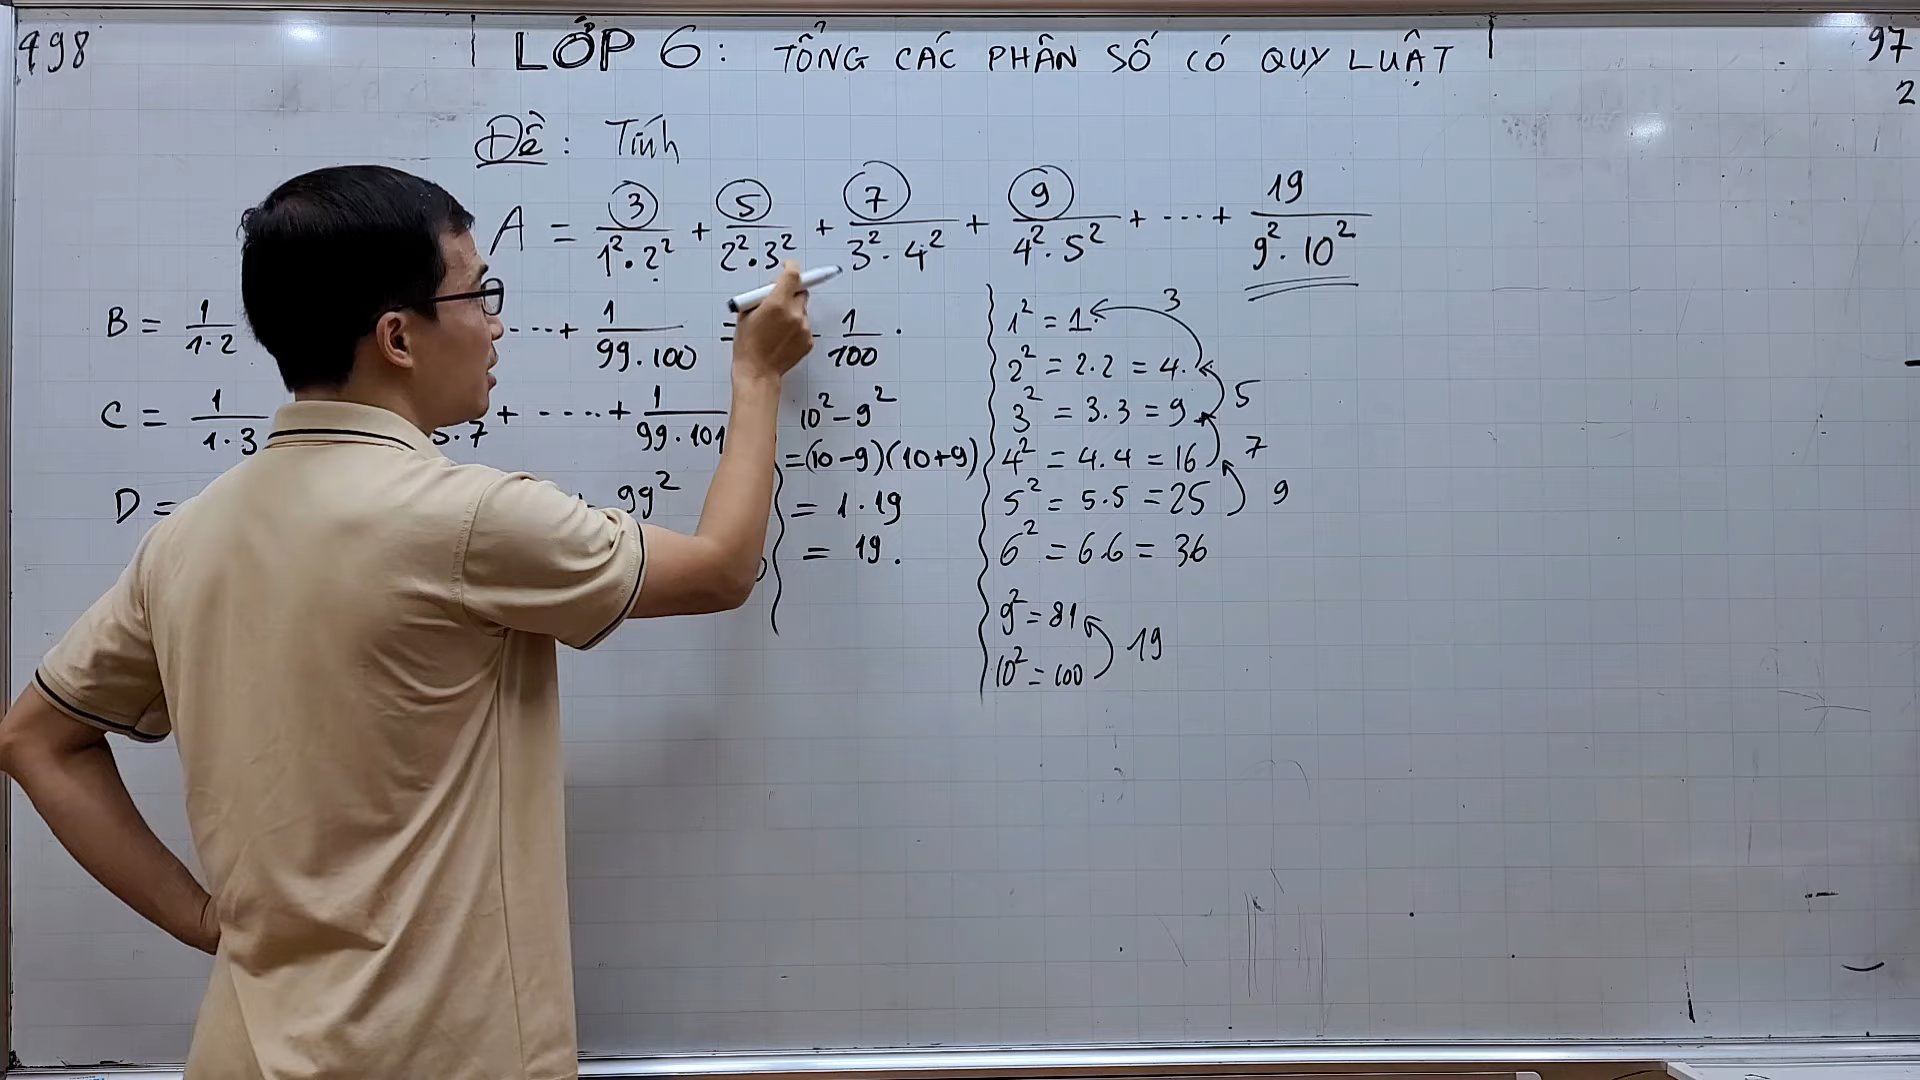 498
LỚP 6: TỔNG CÁC PHÂN SỐ CÓ QUY LUẬT
97
2
Đề: Tính
A = 3/(1².2²) + 5/(2².3²) + 7/(3².4²) + 9/(4².5²) + ... + 19/(9².10²)
B = 1/(1.2) ... + 1/(99.100) = - 1/100.
C = 1/(1.3) 5.7 + .... + 1/(99.101
D = 99²
10² - 9²
= (10 - 9)(10 + 9)
= 1.19
= 19.
1² = 1.
3
2² = 2.2 = 4.
5
3² = 3.3 = 9
7
4² = 4.4 = 16
9
5² = 5.5 = 25
6² = 6.6 = 36
9² = 81
19
10² = 100